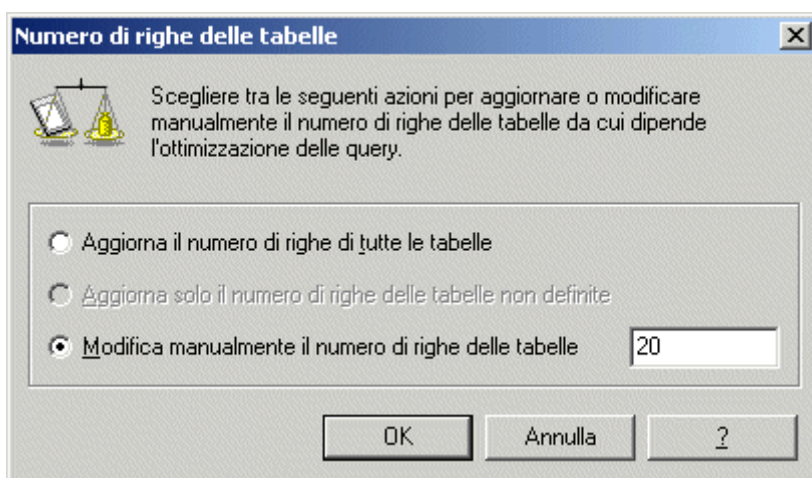 Numero di righe delle tabelle
Scegliere tra le seguenti azioni per aggiornare o modificare
manualmente il numero di righe delle tabelle da cui dipende
l'ottimizzazione delle query.
Aggiorna il numero di righe di tutte le tabelle
Aggiorna solo il numero di righe delle tabelle non definite
Modifica manualmente il numero di righe delle tabelle 20
OK Annulla ?